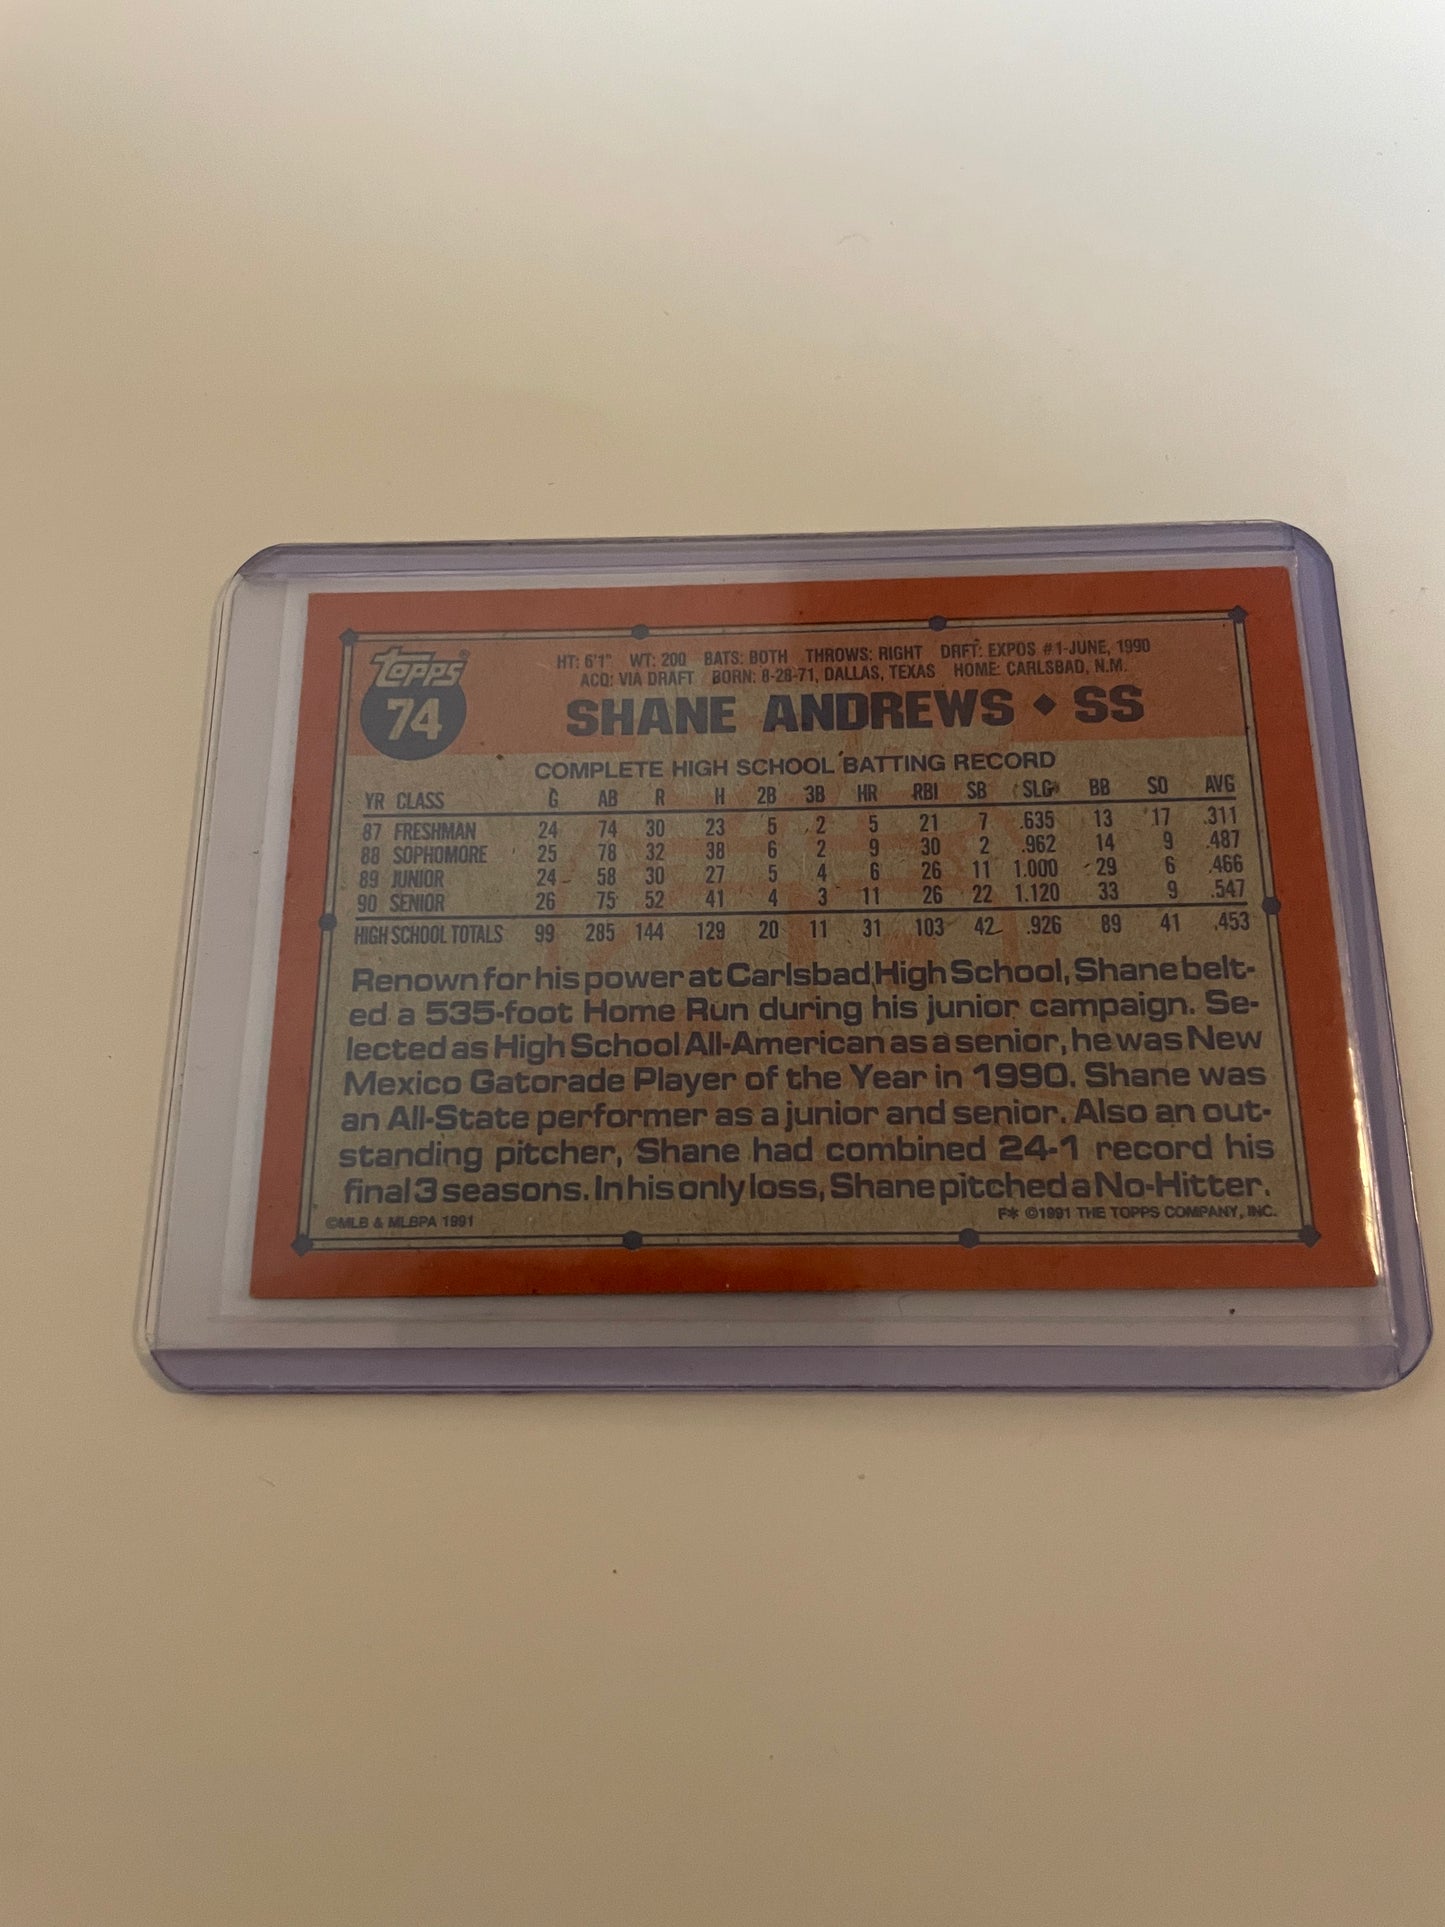 topps®
74
HT: 6'1" WT: 200 BATS: BOTH THROWS: RIGHT DRFT: EXPOS #1-JUNE, 1990
ACQ: VIA DRAFT BORN: 8-28-71, DALLAS, TEXAS HOME: CARLSBAD, N.M.
SHANE ANDREWS ◆ SS
COMPLETE HIGH SCHOOL BATTING RECORD
YR CLASS G AB R H 2B 3B HR RBI SB SLG BB SO AVG
87 FRESHMAN 24 74 30 23 5 2 5 21 7 .635 13 17 .311
88 SOPHOMORE 25 78 32 38 6 2 9 30 2 .962 14 9 .487
89 JUNIOR 24 58 30 27 5 4 6 26 11 1.000 29 6 .466
90 SENIOR 26 75 52 41 4 3 11 26 22 1.120 33 9 .547
HIGH SCHOOL TOTALS 99 285 144 129 20 11 31 103 42 .926 89 41 .453
Renown for his power at Carlsbad High School, Shane belt-
ed a 535-foot Home Run during his junior campaign. Se-
lected as High School All-American as a senior, he was New
Mexico Gatorade Player of the Year in 1990. Shane was
an All-State performer as a junior and senior. Also an out-
standing pitcher, Shane had combined 24-1 record his
final 3 seasons. In his only loss, Shane pitched a No-Hitter.
©MLB & MLBPA 1991
F* ©1991 THE TOPPS COMPANY, INC.